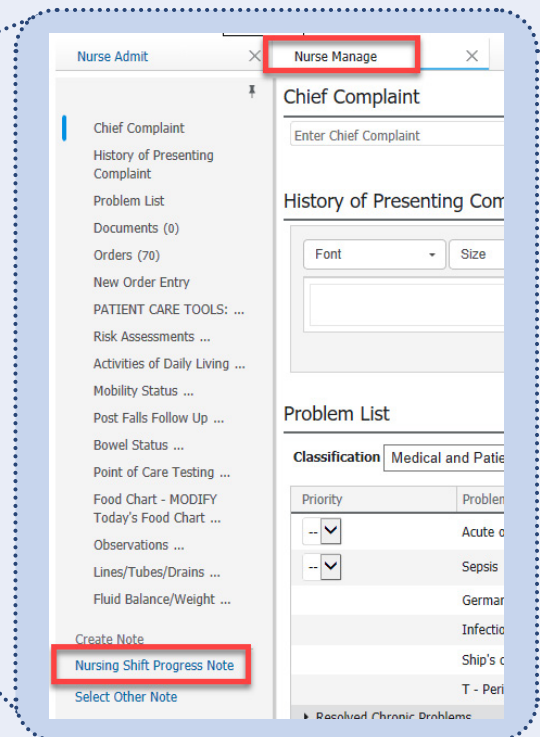 Nurse Admit
Nurse Manage
Chief Complaint
History of Presenting
Complaint
Problem List
Documents (0)
Orders (70)
New Order Entry
PATIENT CARE TOOLS: ...
Risk Assessments ...
Activities of Daily Living ...
Mobility Status ...
Post Falls Follow Up ...
Bowel Status ...
Point of Care Testing ...
Food Chart - MODIFY
Today's Food Chart ...
Observations ...
Lines/Tubes/Drains ...
Fluid Balance/Weight ...
Create Note
Nursing Shift Progress Note
Select Other Note
Chief Complaint
Enter Chief Complaint
History of Presenting Com
Font Size
Problem List
Classification Medical and Patie
Priority Problem
-- Acute o
-- Sepsis
German
Infectio
Ship's o
T - Peri
Resolved Chronic Problems